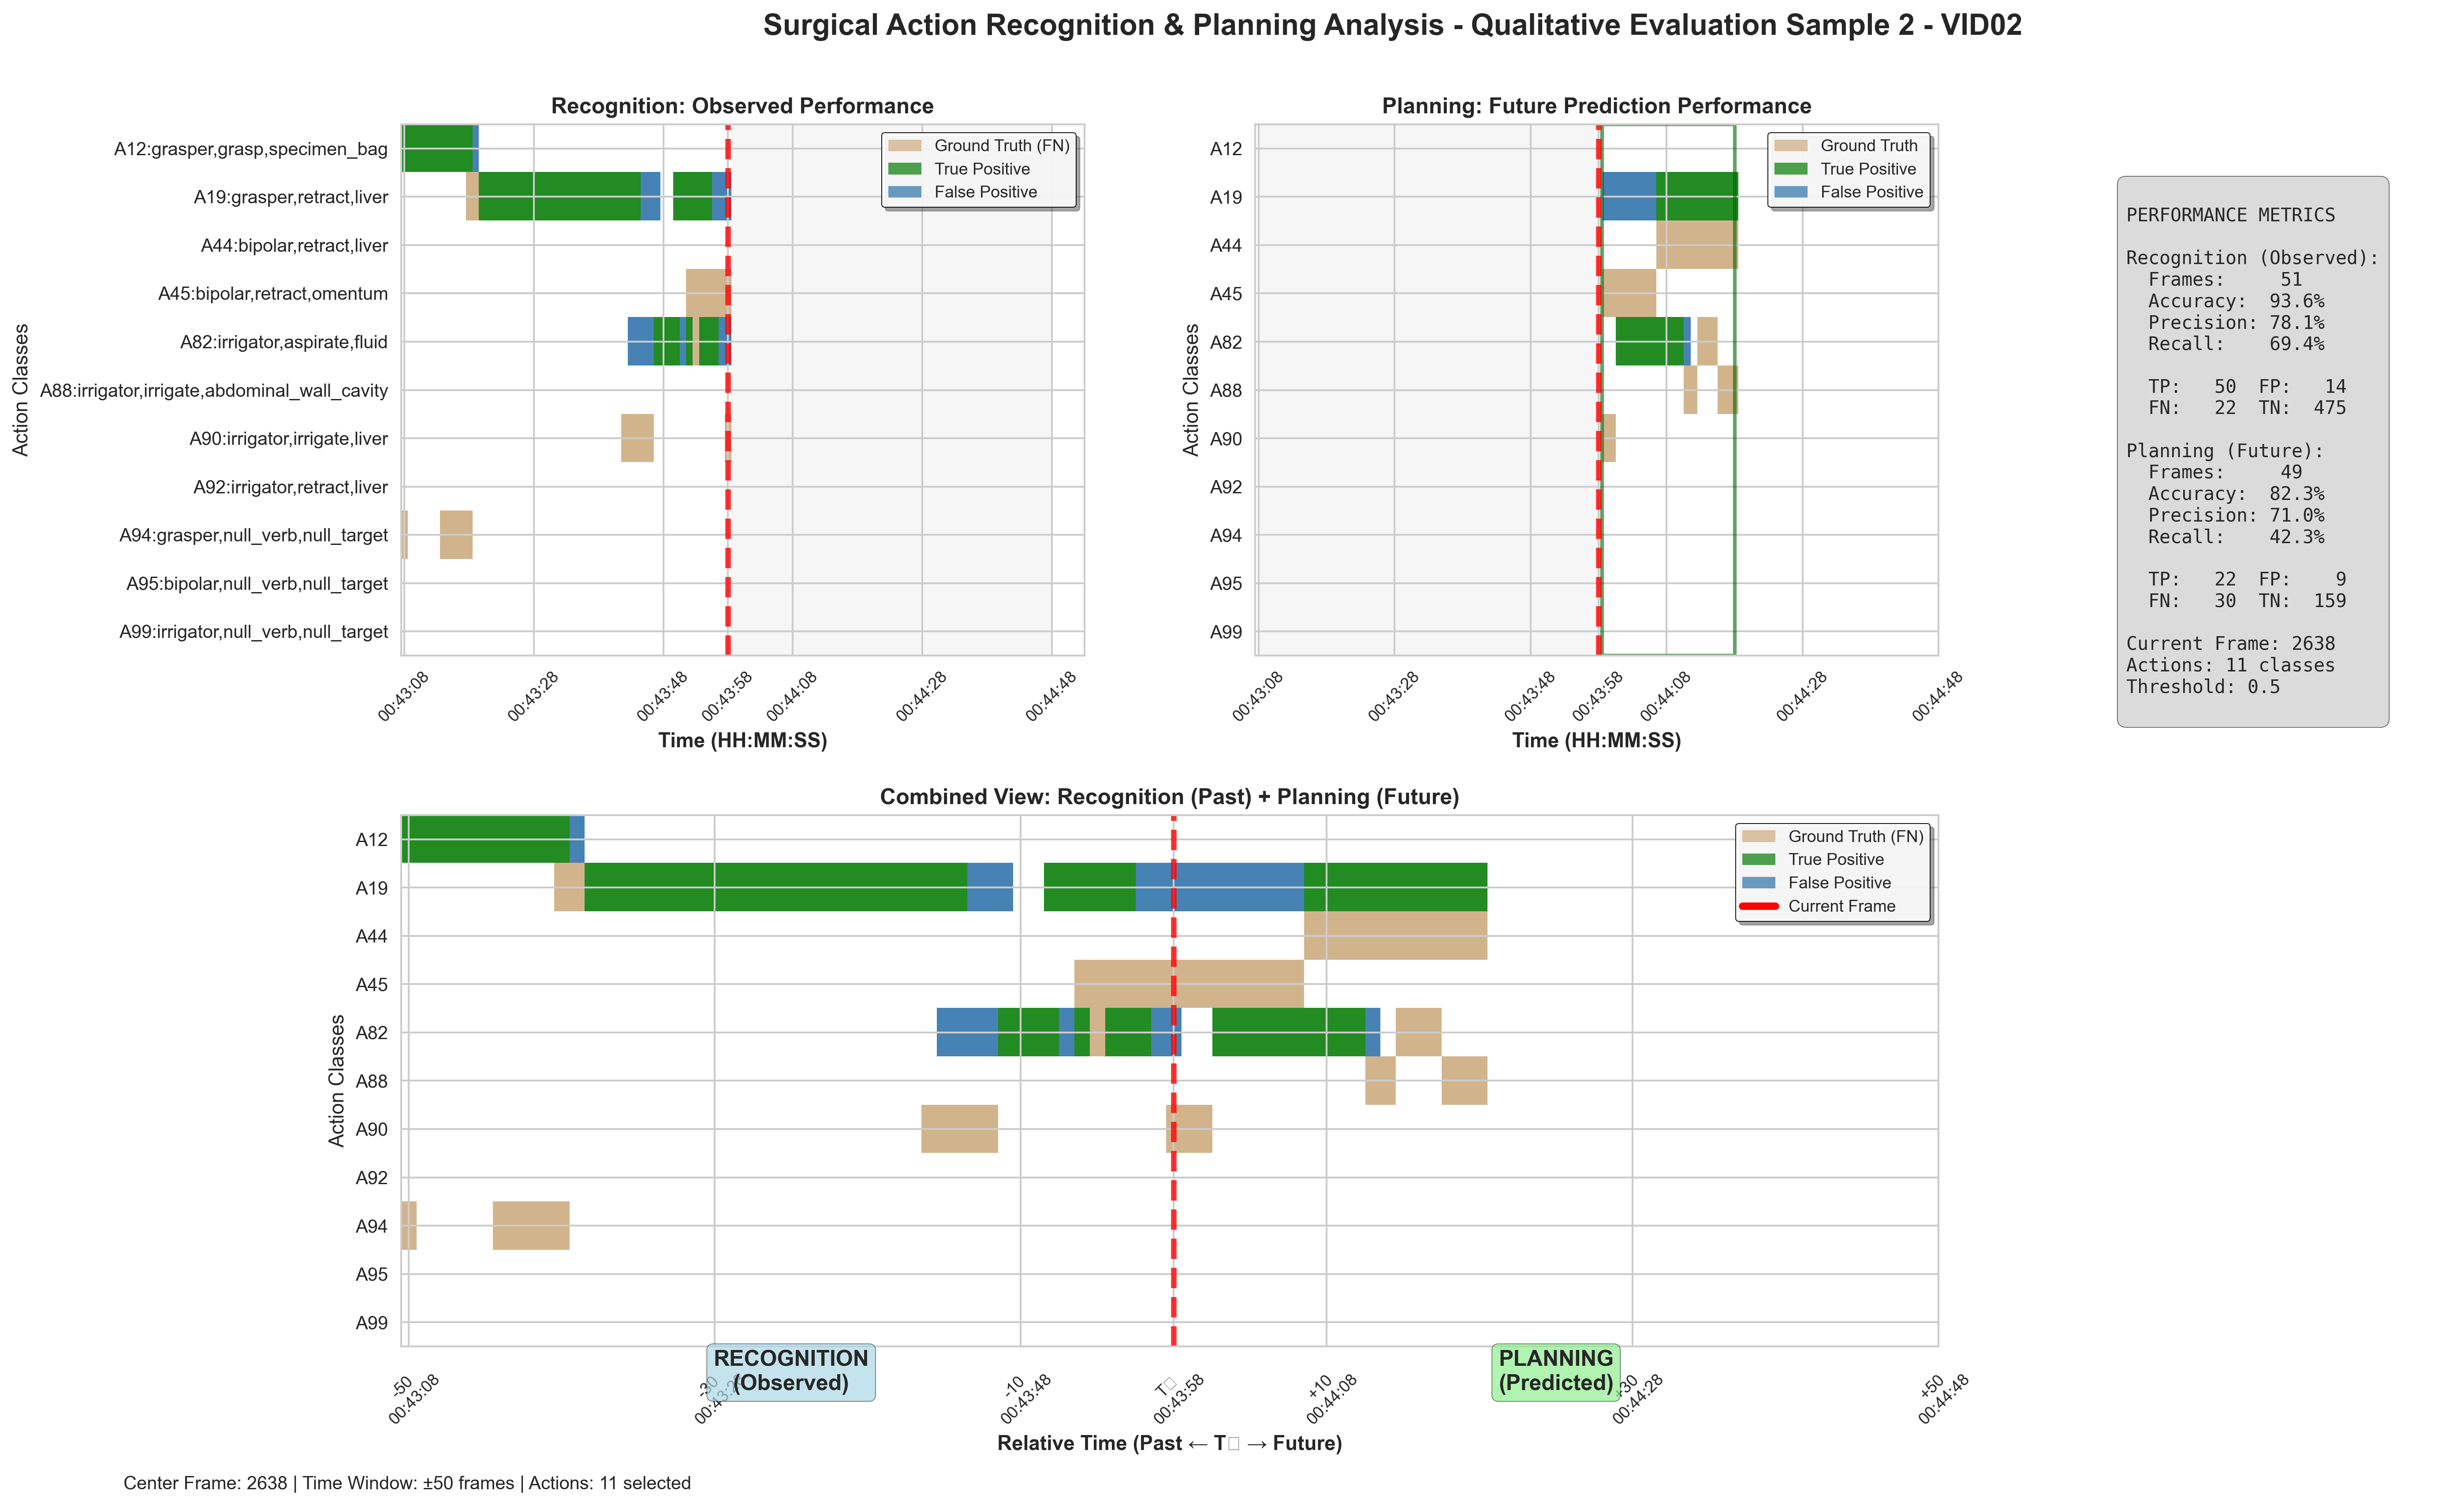 Surgical Action Recognition & Planning Analysis - Qualitative Evaluation Sample 2 - VID02
Recognition: Observed Performance
Action Classes
A12:grasper,grasp,specimen_bag
A19:grasper,retract,liver
A44:bipolar,retract,liver
A45:bipolar,retract,omentum
A82:irrigator,aspirate,fluid
A88:irrigator,irrigate,abdominal_wall_cavity
A90:irrigator,irrigate,liver
A92:irrigator,retract,liver
A94:grasper,null_verb,null_target
A95:bipolar,null_verb,null_target
A99:irrigator,null_verb,null_target
Ground Truth (FN)
True Positive
False Positive
00:43:08
00:43:28
00:43:48
00:43:58
00:44:08
00:44:28
00:44:48
Time (HH:MM:SS)
Planning: Future Prediction Performance
Action Classes
A12
A19
A44
A45
A82
A88
A90
A92
A94
A95
A99
Ground Truth
True Positive
False Positive
00:43:08
00:43:28
00:43:48
00:43:58
00:44:08
00:44:28
00:44:48
Time (HH:MM:SS)
PERFORMANCE METRICS
Recognition (Observed):
Frames: 51
Accuracy: 93.6%
Precision: 78.1%
Recall: 69.4%
TP: 50 FP: 14
FN: 22 TN: 475
Planning (Future):
Frames: 49
Accuracy: 82.3%
Precision: 71.0%
Recall: 42.3%
TP: 22 FP: 9
FN: 30 TN: 159
Current Frame: 2638
Actions: 11 classes
Threshold: 0.5
Combined View: Recognition (Past) + Planning (Future)
Action Classes
A12
A19
A44
A45
A82
A88
A90
A92
A94
A95
A99
Ground Truth (FN)
True Positive
False Positive
Current Frame
RECOGNITION
(Observed)
PLANNING
(Predicted)
-50
00:43:08
-30
-10
00:43:48
T□
00:43:58
+10
00:44:08
+30
00:44:28
+50
00:44:48
Relative Time (Past ← T□ → Future)
Center Frame: 2638 | Time Window: ±50 frames | Actions: 11 selected